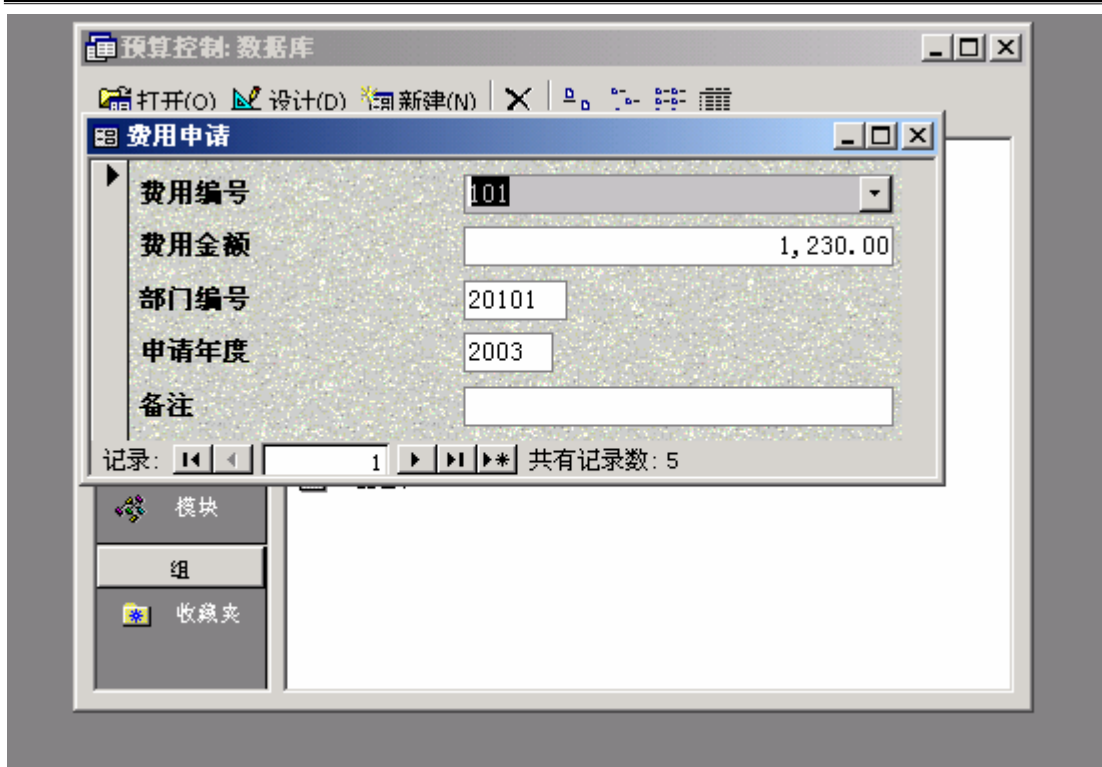 预算控制: 数据库
打开(O) 设计(D) 新建(N)
费用申请
费用编号 101
费用金额 1,230.00
部门编号 20101
申请年度 2003
备注
记录: 1 共有记录数: 5
模块
组
收藏夹